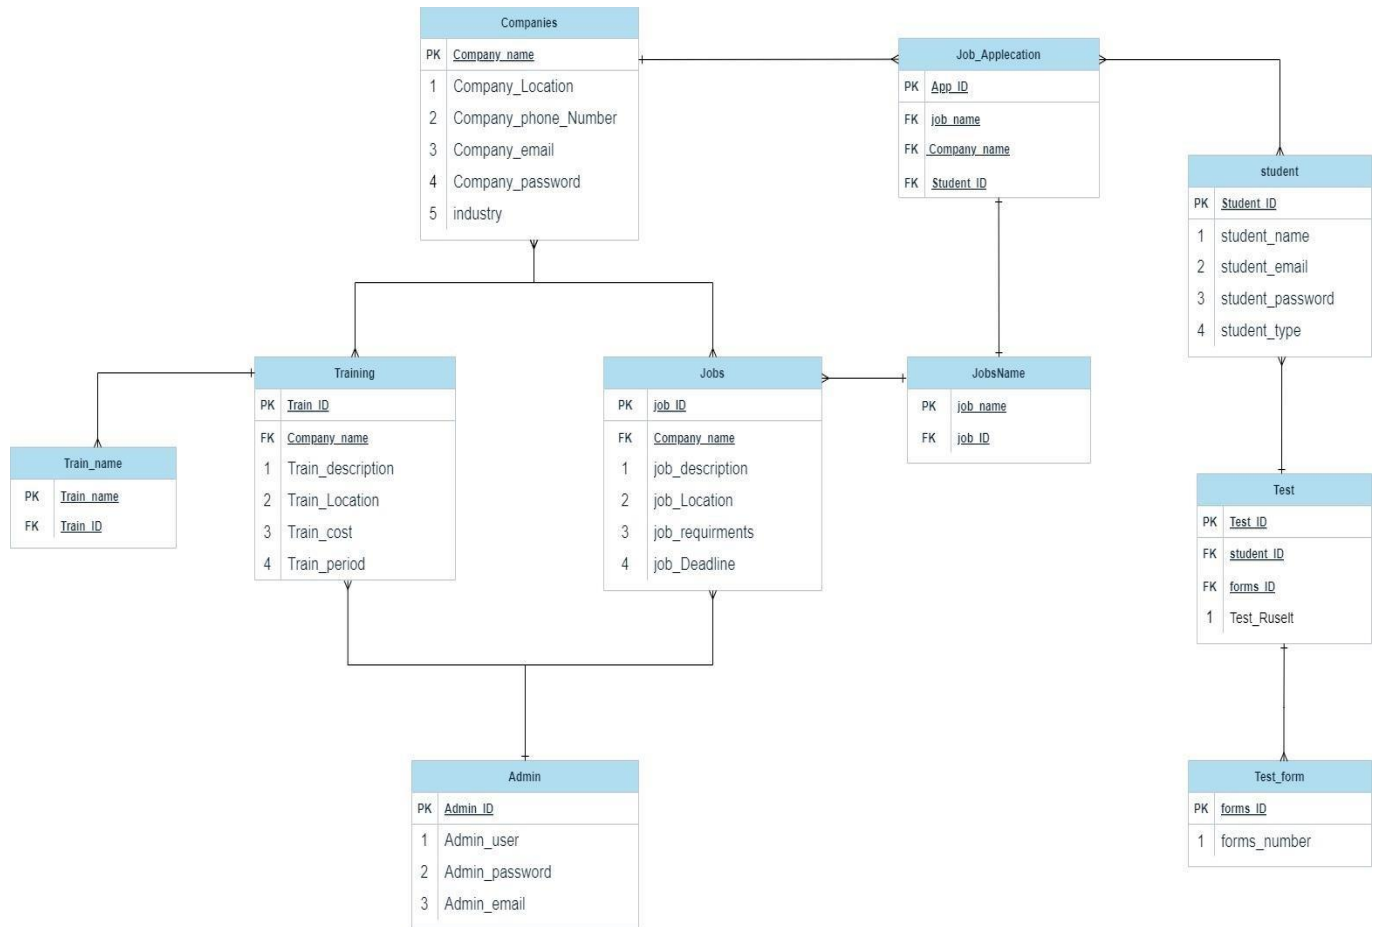 Companies
PK Company_name
1 Company_Location
2 Company_phone_Number
3 Company_email
4 Company_password
5 industry
Job_Applecation
PK App_ID
FK job_name
FK Company_name
FK Student_ID
student
PK Student_ID
1 student_name
2 student_email
3 student_password
4 student_type
Training
PK Train_ID
FK Company_name
1 Train_description
2 Train_Location
3 Train_cost
4 Train_period
Jobs
PK job_ID
FK Company_name
1 job_description
2 job_Location
3 job_requirments
4 job_Deadline
JobsName
PK job_name
FK job_ID
Train_name
PK Train_name
FK Train_ID
Test
PK Test_ID
FK student_ID
FK forms_ID
1 Test_Ruselt
Admin
PK Admin_ID
1 Admin_user
2 Admin_password
3 Admin_email
Test_form
PK forms_ID
1 forms_number